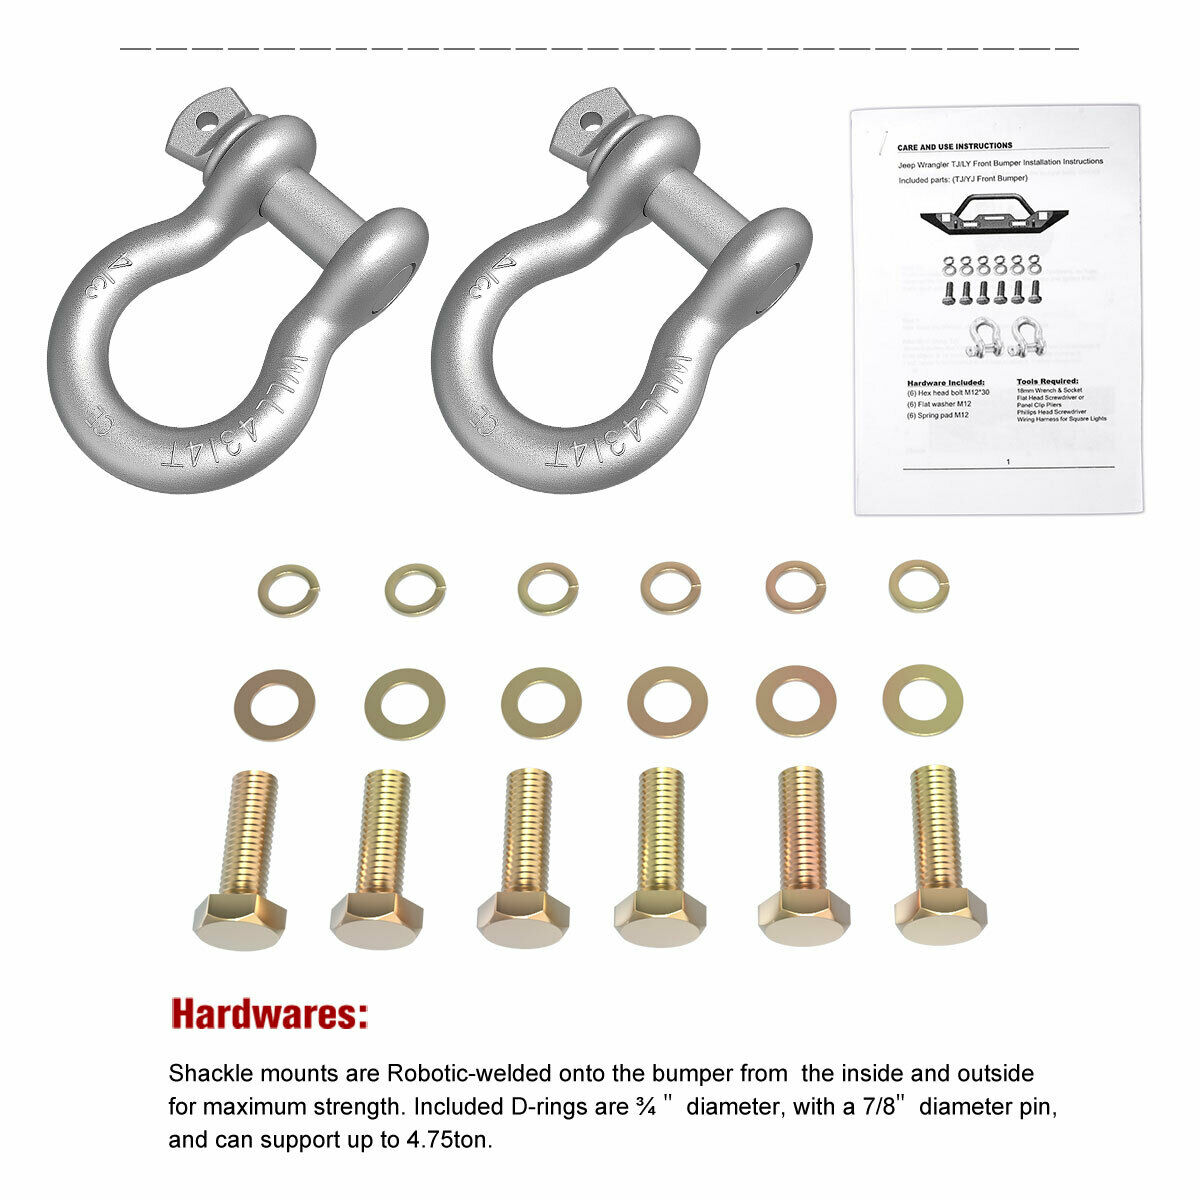 3/4
WLL 4 3/4T
CE
3/4
WLL 4 3/4T
CE
CARE AND USE INSTRUCTIONS
Jeep Wrangler TJ/LY Front Bumper Installation Instructions
Included parts: (TJ/YJ Front Bumper)
Hardware Included:
(6) Hex head bolt M12*30
(6) Flat washer M12
(6) Spring pad M12
Tools Required:
18mm Wrench & Socket
Flat Head Screwdriver or
Panel Clip Pliers
Philips Head Screwdriver
Wiring Harness for Square Lights
1
Hardwares:
Shackle mounts are Robotic-welded onto the bumper from the inside and outside
for maximum strength. Included D-rings are ¾ " diameter, with a 7/8" diameter pin,
and can support up to 4.75ton.